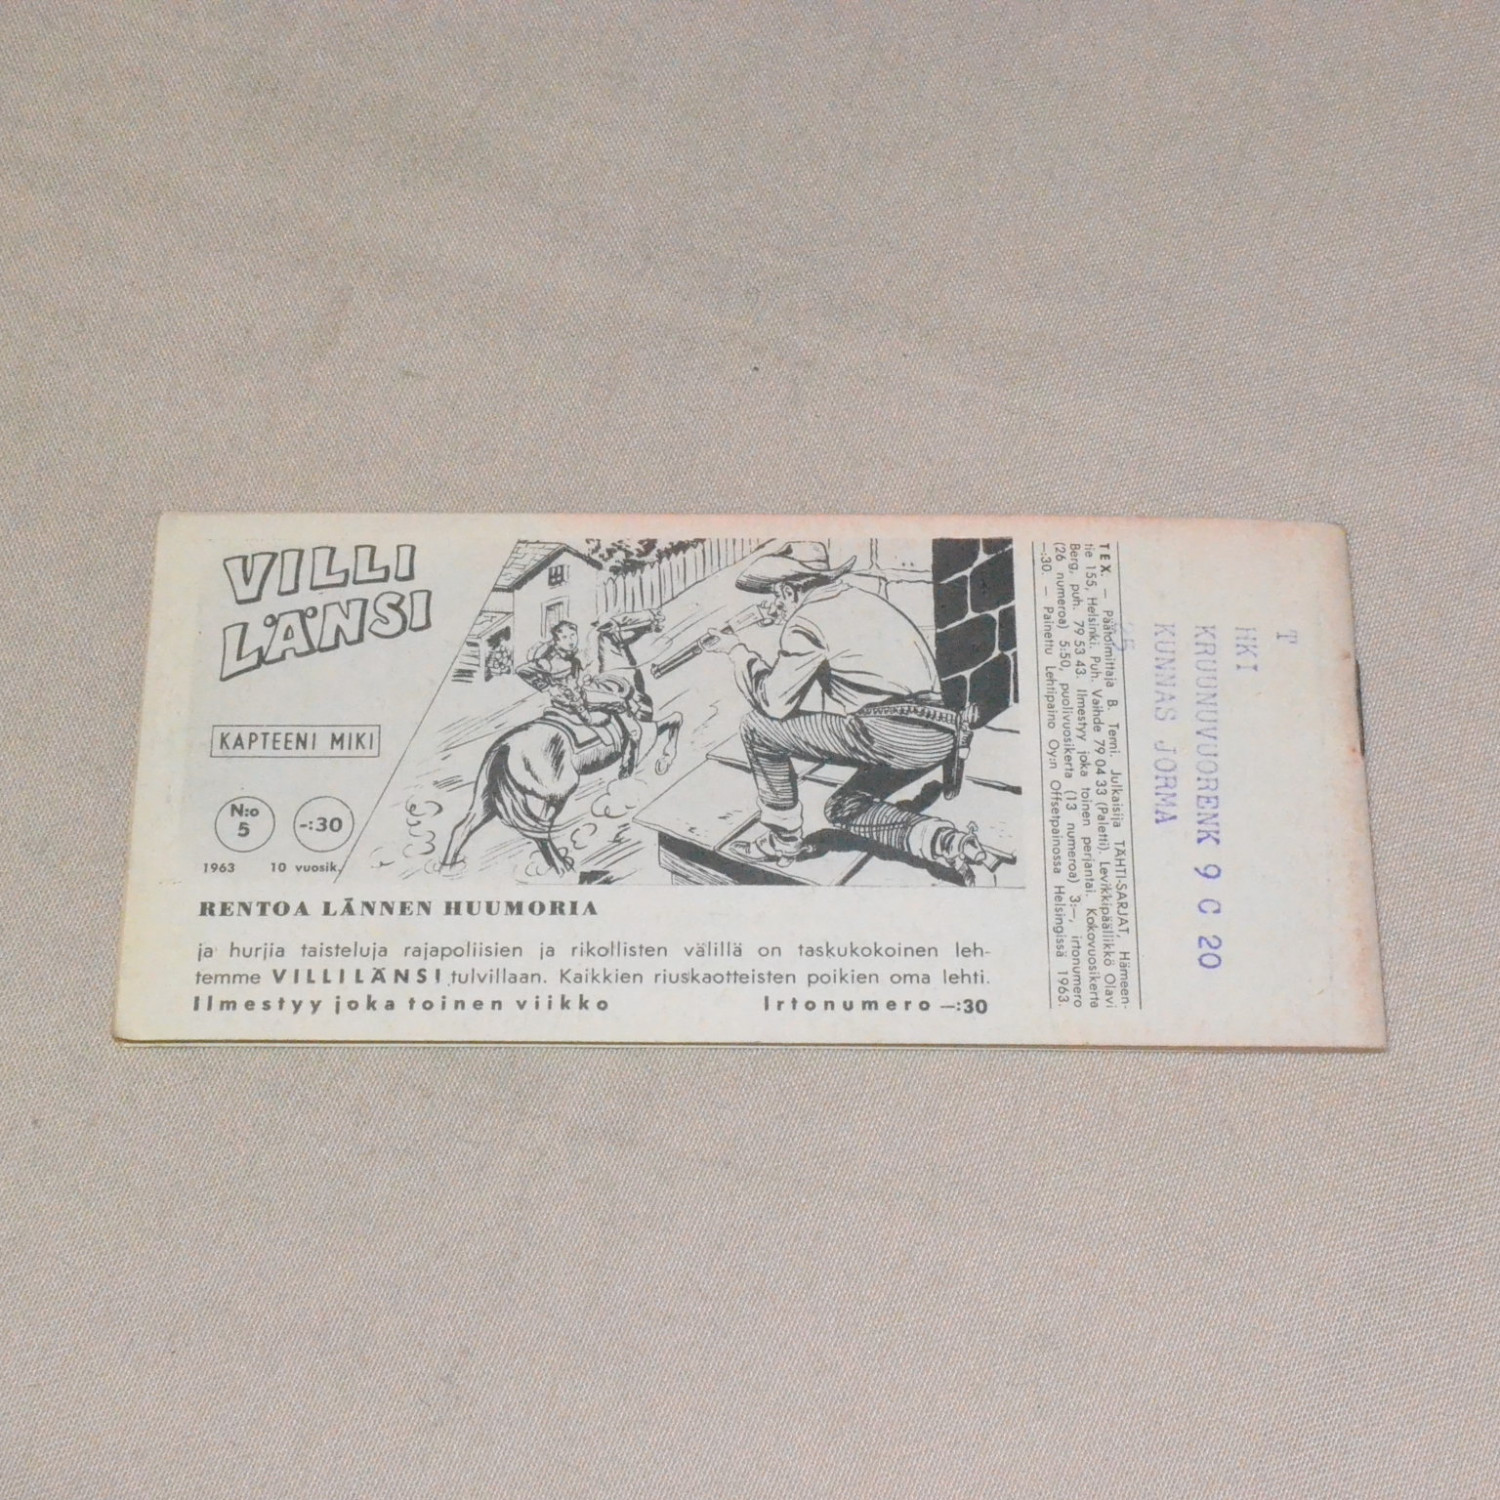 VILLI
LÄNSI
KAPTEENI MIKI
N:o
5
-:30
1963 10 vuosik.
RENTOA LÄNNEN HUUMORIA
ja hurjia taisteluja rajapoliisien ja rikollisten välillä on taskukokoinen leh-
temme VILLI LÄNSI tulvillaan. Kaikkien riuskaotteisten poikien oma lehti.
Ilmestyy joka toinen viikko Irtonumero —:30
TEX. — Päätoimittaja B. Temi. Julkaisija TÄHTI-SARJAT, Hämeen-
tie 155, Helsinki. Puh. Vaihde 79 04 33 (Paletti). Levikkipäällikkö Olavi
Berg, puh. 79 53 43. Ilmestyy joka toinen perjantai. Kokovuosikerta
(26 numeroa) 5:50, puolivuosikerta (13 numeroa) 3:—, irtonumero
—:30. — Painettu Lehtipaino Oy:n Offsetpainossa Helsingissä 1963.
T
HKI
KRUUNUVUORENK 9 C 20
KUNNAS JORMA